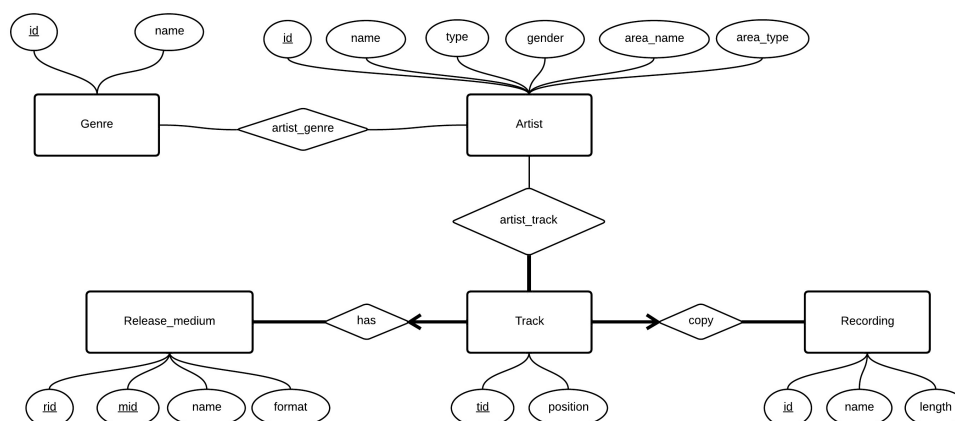 id
name
id
name
type
gender
area_name
area_type
Genre
artist_genre
Artist
artist_track
Release_medium
has
Track
copy
Recording
rid
mid
name
format
tid
position
id
name
length